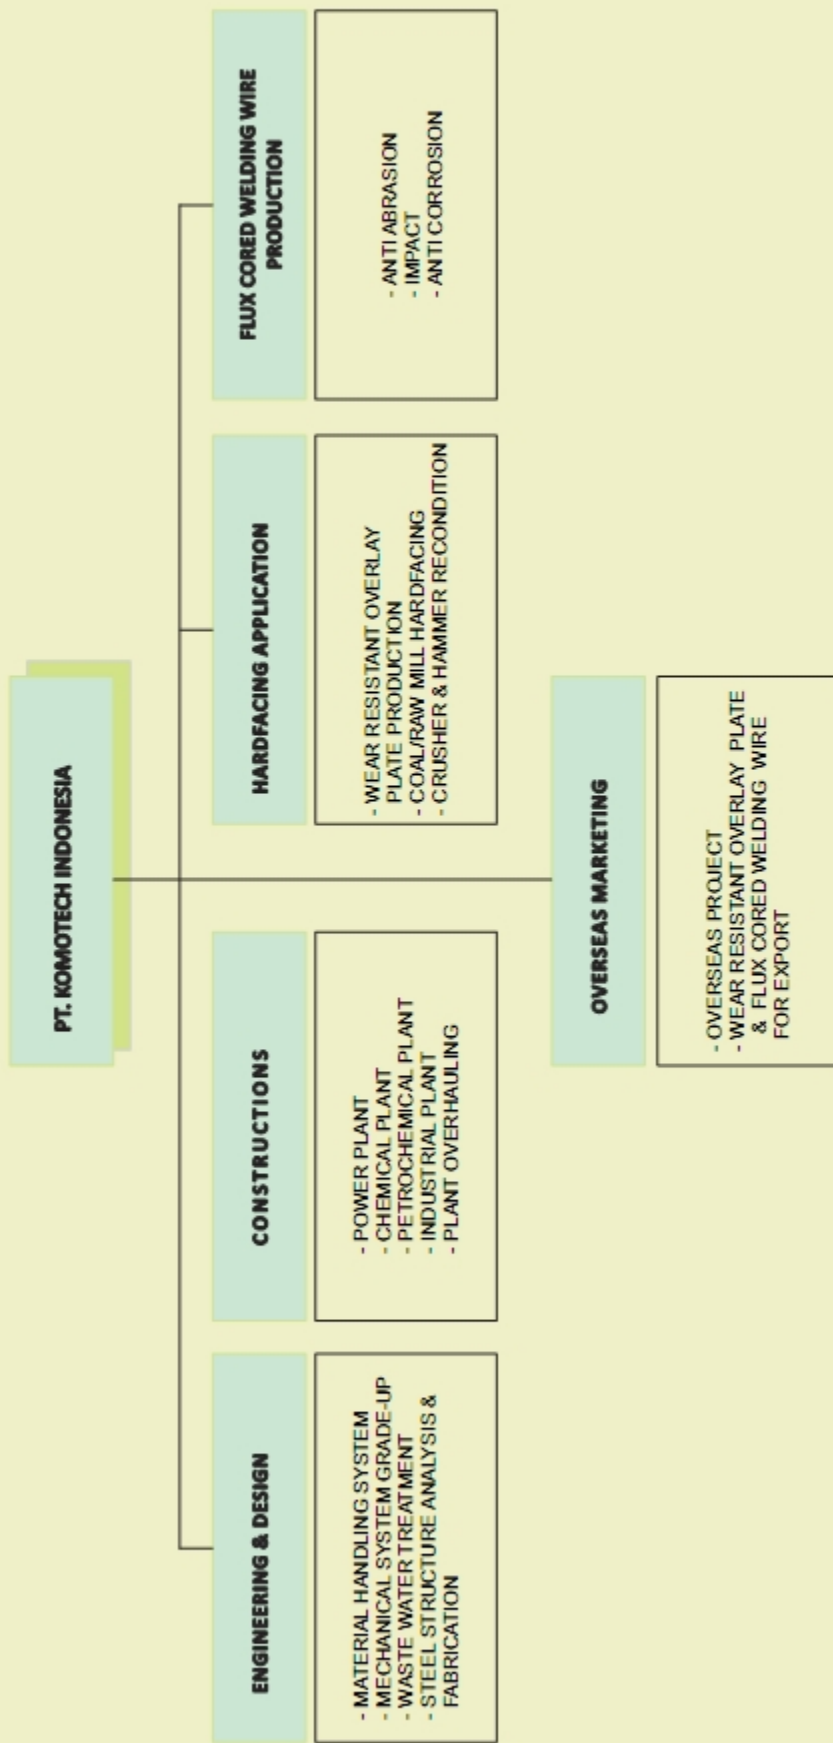 PT. KOMOTECH INDONESIA
ENGINEERING & DESIGN
- MATERIAL HANDLING SYSTEM
- MECHANICAL SYSTEM GRADE-UP
- WASTE WATER TREATMENT
- STEEL STRUCTURE ANALYSIS &
FABRICATION
CONSTRUCTIONS
- POWER PLANT
- CHEMICAL PLANT
- PETROCHEMICAL PLANT
- INDUSTRIAL PLANT
- PLANT OVERHAULING
HARDFACING APPLICATION
- WEAR RESISTANT OVERLAY
PLATE PRODUCTION
- COAL/RAW MILL HARDFACING
- CRUSHER & HAMMER RECONDITION
FLUX CORED WELDING WIRE
PRODUCTION
- ANTI ABRASION
- IMPACT
- ANTI CORROSION
OVERSEAS MARKETING
- OVERSEAS PROJECT
- WEAR RESISTANT OVERLAY PLATE
& FLUX CORED WELDING WIRE
FOR EXPORT